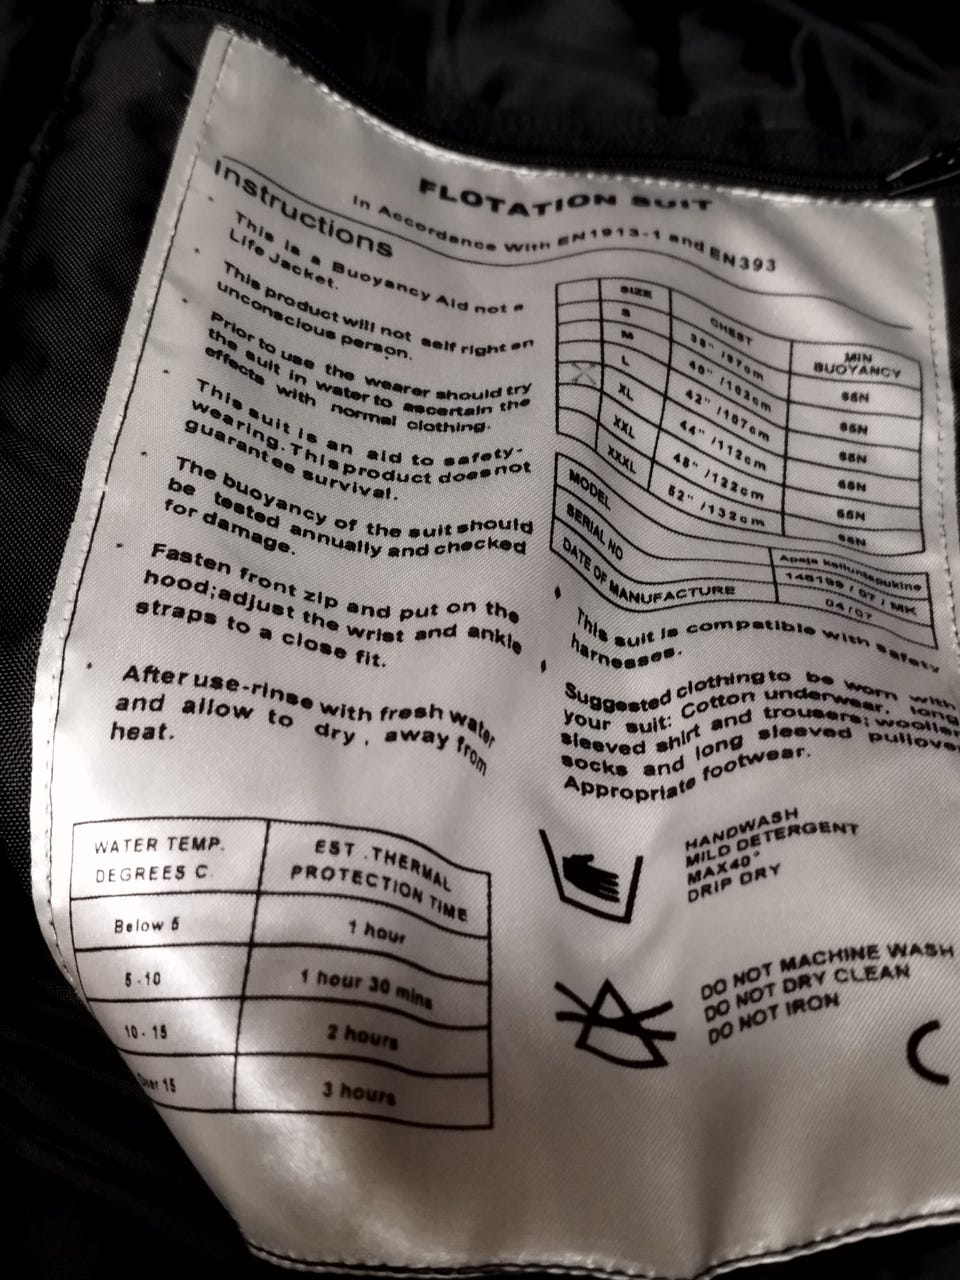 FLOTATION SUIT
In Accordance With EN1913-1 and EN393
Instructions
This is a Buoyancy Aid not a
Life Jacket.
This product will not self right an
unconscious person.
Prior to use the wearer should try
the suit in water to ascertain the
effects with normal clothing.
This suit is an aid to safety-
wearing. This product does not
guarantee survival.
The buoyancy of the suit should
be tested annually and checked
for damage.
Fasten front zip and put on the
hood;adjust the wrist and ankle
straps to a close fit.
After use-rinse with fresh water
and allow to dry, away from
heat.
WATER TEMP. DEGREES C. EST .THERMAL PROTECTION TIME
Below 5 1 hour
5-10 1 hour 30 mins
10-15 2 hours
Over 15 3 hours
SIZE CHEST MIN BUOYANCY
S 38" /97cm
M 40" /102cm
L 42" /107cm
XL 44" /112cm
XXL 48" /122cm
XXXL 52" /132cm
MODEL Apaja kelluntapukine
SERIAL NO 146199 / 07 / MK
DATE OF MANUFACTURE 04/07
This suit is compatible with safety
harnesses.
Suggested clothing to be worn with
your suit: Cotton underwear, long
sleeved shirt and trousers; woollen
socks and long sleeved pullover
Appropriate footwear.
HANDWASH
MILD DETERGENT
MAX40°
DRIP DRY
DO NOT MACHINE WASH
DO NOT DRY CLEAN
DO NOT IRON